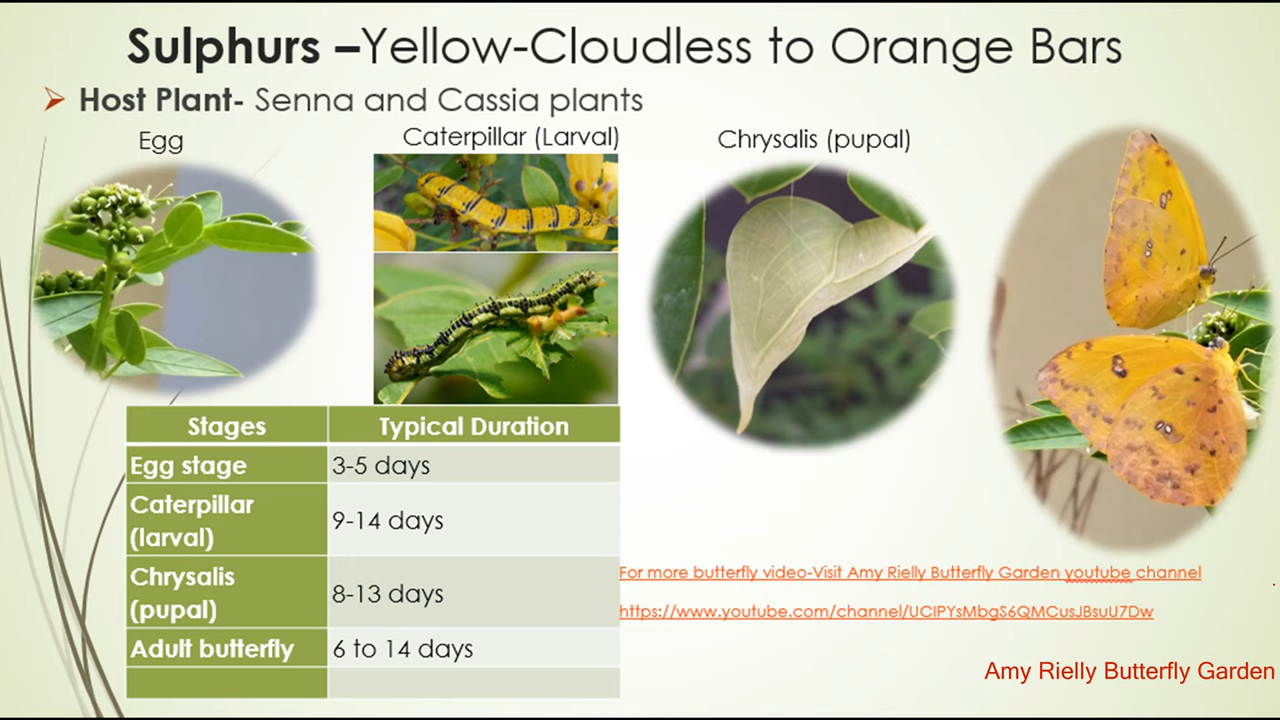 Sulphurs –Yellow-Cloudless to Orange Bars
Host Plant- Senna and Cassia plants
Egg
Caterpillar (Larval)
Chrysalis (pupal)
Stages
Typical Duration
Egg stage
3-5 days
Caterpillar
(larval)
9-14 days
Chrysalis
(pupal)
8-13 days
Adult butterfly
6 to 14 days
For more butterfly video-Visit Amy Rielly Butterfly Garden youtube channel
https://www.youtube.com/channel/UCIPYsMbgS6QMCusJBsuU7Dw
Amy Rielly Butterfly Garden